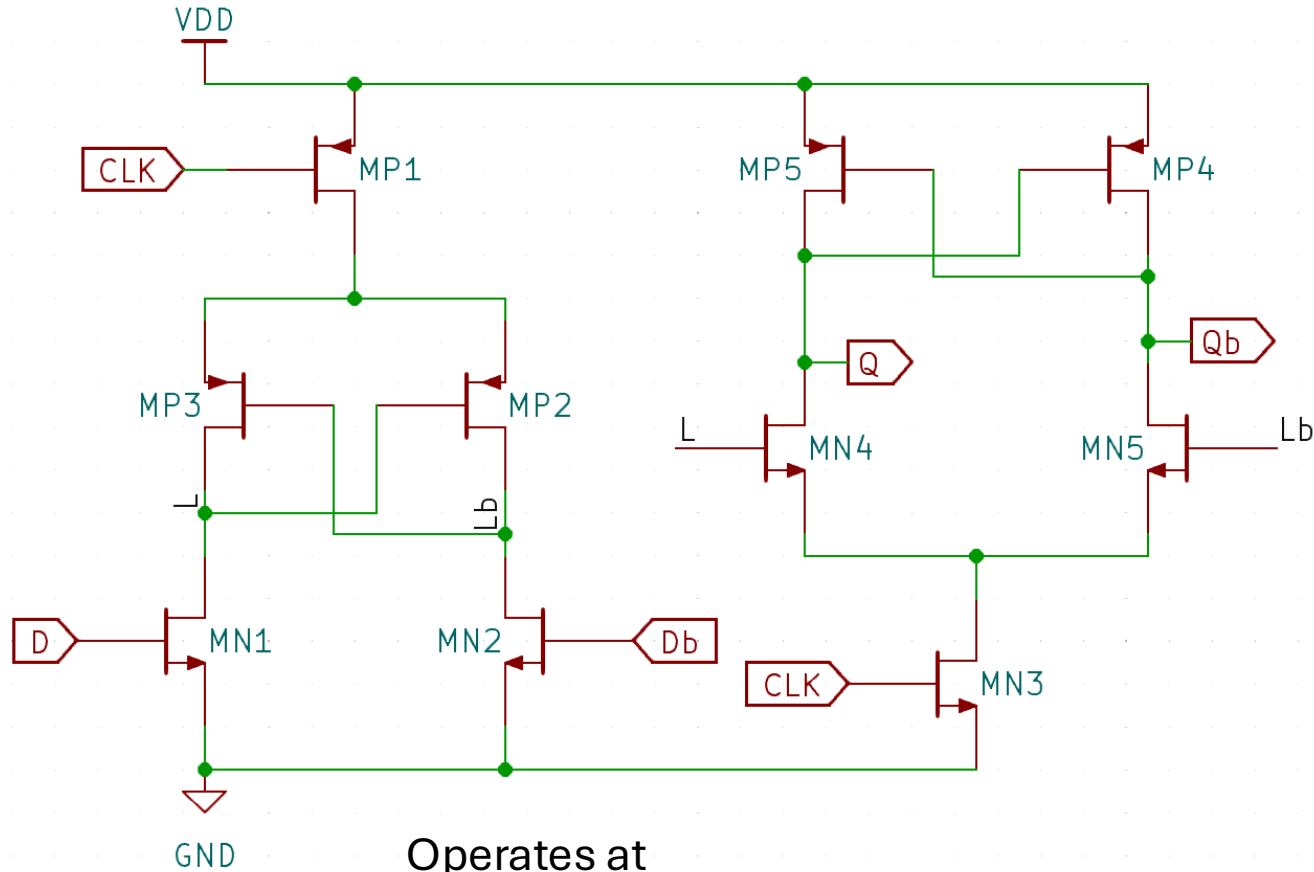 VDD
CLK
MP1
MP5
MP4
MP3
MP2
Q
Qb
L
Lb
L
MN4
MN5
Lb
D
MN1
MN2
Db
CLK
MN3
GND
Operates at